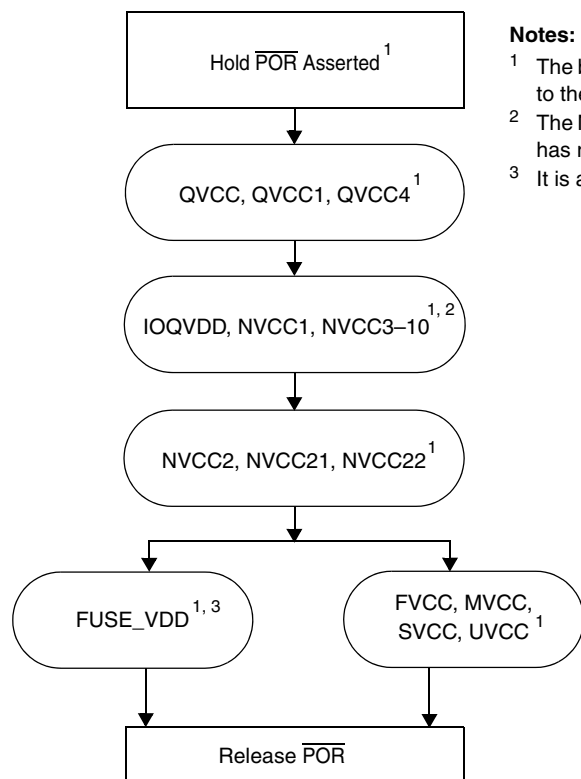 Hold POR Asserted 1
QVCC, QVCC1, QVCC4 1
IOQVDD, NVCC1, NVCC3–10 1, 2
NVCC2, NVCC21, NVCC22 1
FUSE_VDD 1, 3
FVCC, MVCC,
SVCC, UVCC 1
Release POR
Notes:
1 The
to the
2 The
has
3 It is